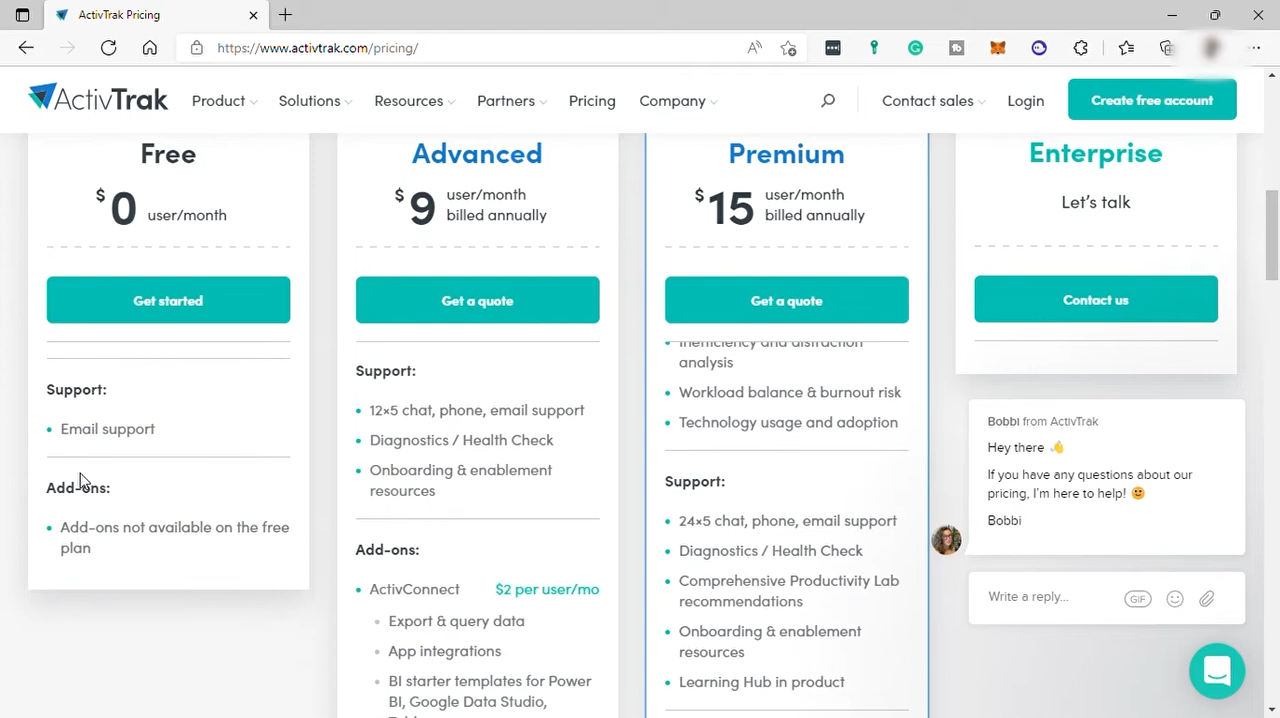 ActivTrak Pricing
https://www.activtrak.com/pricing/
ActivTrak
Product
Solutions
Resources
Partners
Pricing
Company
Contact sales
Login
Create free account
Free
$ 0 user/month
Get started
Support:
Email support
Add-ons:
Add-ons not available on the free
plan
Advanced
$ 9 user/month
billed annually
Get a quote
Support:
12×5 chat, phone, email support
Diagnostics / Health Check
Onboarding & enablement
resources
Add-ons:
ActivConnect $2 per user/mo
Export & query data
App integrations
BI starter templates for Power
BI, Google Data Studio,
Premium
$ 15 user/month
billed annually
Get a quote
Inefficiency and distraction
analysis
Workload balance & burnout risk
Technology usage and adoption
Support:
24×5 chat, phone, email support
Diagnostics / Health Check
Comprehensive Productivity Lab
recommendations
Onboarding & enablement
resources
Learning Hub in product
Enterprise
Let's talk
Contact us
Bobbi from ActivTrak
Hey there 👋
If you have any questions about our
pricing, I'm here to help! 🙂
Bobbi
Write a reply...
GIF